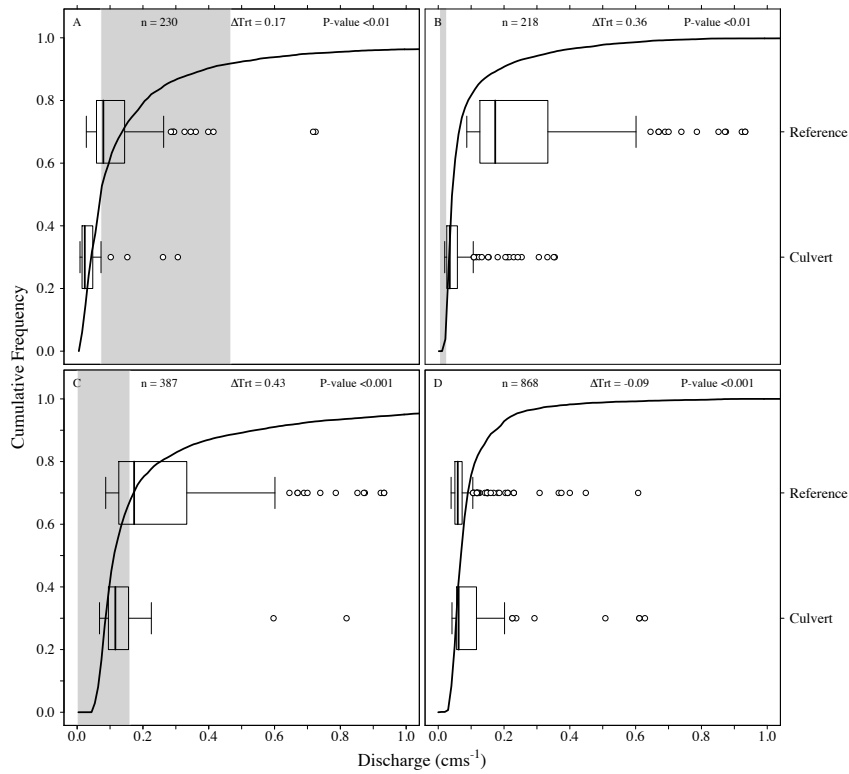 A n = 230 ΔTrt = 0.17 P-value <0.01
B n = 218 ΔTrt = 0.36 P-value <0.01
1.0
0.8
0.6
0.4
0.2
0.0
Reference
Culvert
C n = 387 ΔTrt = 0.43 P-value <0.001
D n = 868 ΔTrt = -0.09 P-value <0.001
1.0
0.8
0.6
0.4
0.2
0.0
Reference
Culvert
Cumulative Frequency
0.0 0.2 0.4 0.6 0.8 1.0
0.0 0.2 0.4 0.6 0.8 1.0
Discharge (cms⁻¹)